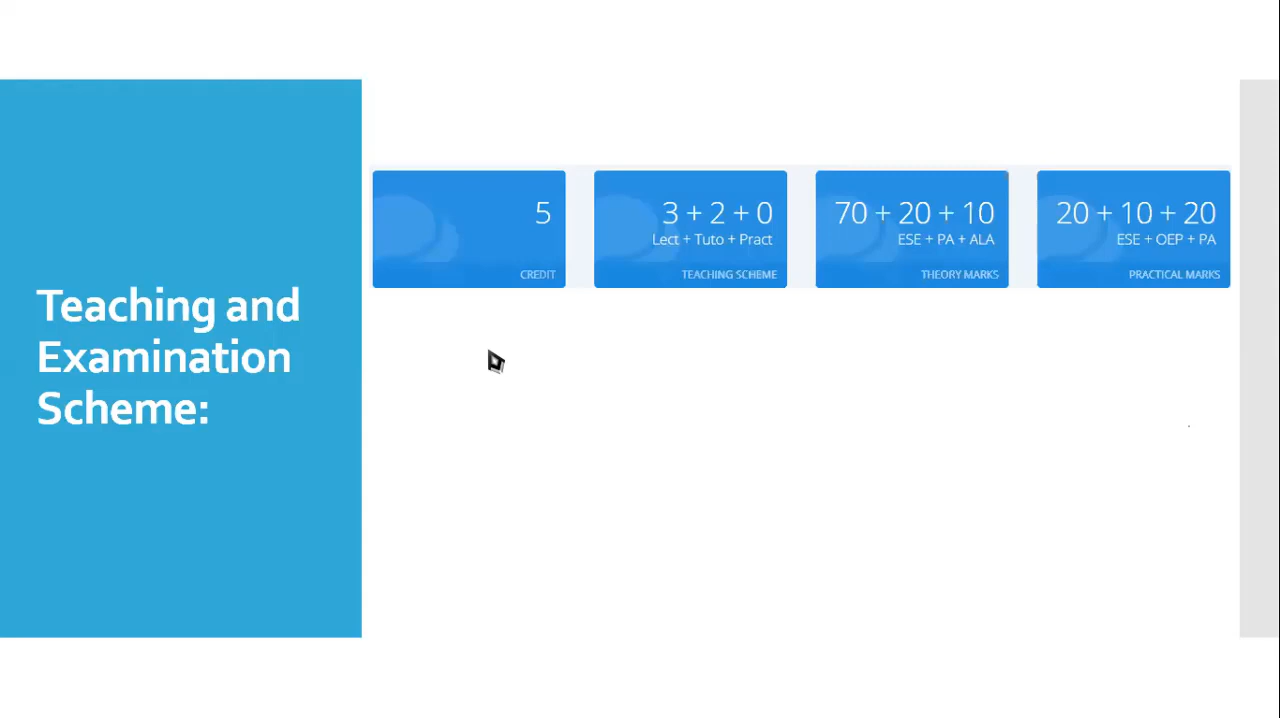 Teaching and
Examination
Scheme:
5
CREDIT
3 + 2 + 0
Lect + Tuto + Pract
TEACHING SCHEME
70 + 20 + 10
ESE + PA + ALA
THEORY MARKS
20 + 10 + 20
ESE + OEP + PA
PRACTICAL MARKS